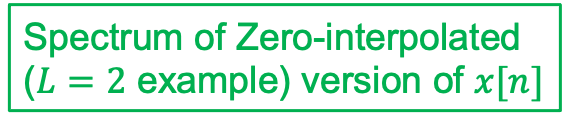 Spectrum of Zero-interpolated
(L = 2 example) version of x[n]